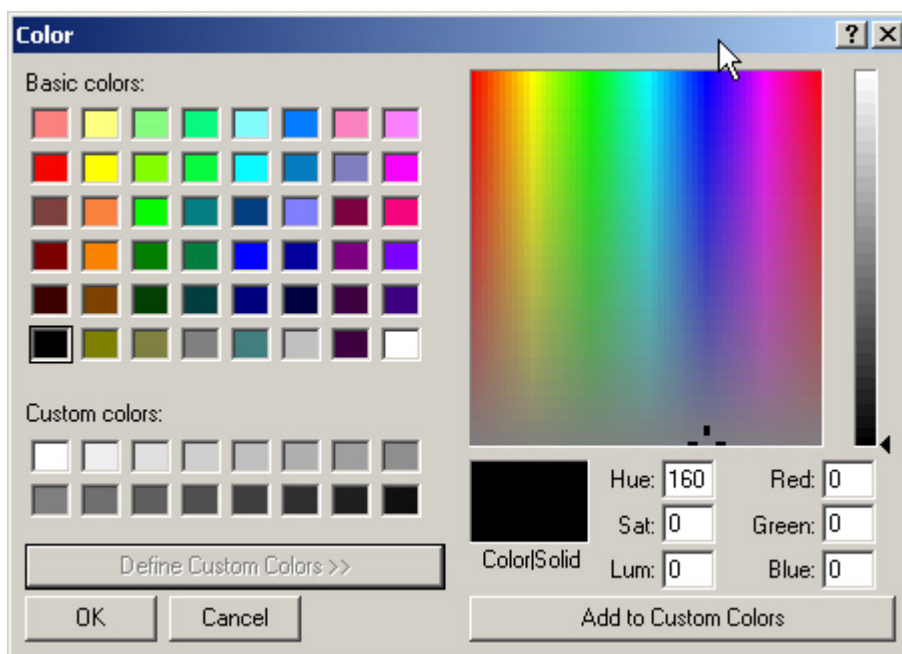 Color
Basic colors:
Custom colors:
Define Custom Colors >>
OK Cancel
Color|Solid
Hue: 160 Red: 0
Sat: 0 Green: 0
Lum: 0 Blue: 0
Add to Custom Colors